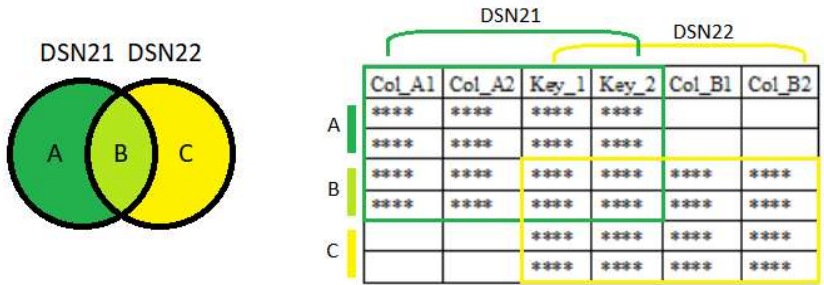 DSN21 DSN22
A B C
DSN21
DSN22
Col_A1 Col_A2 Key_1 Key_2 Col_B1 Col_B2
A
**** **** **** ****
**** **** **** ****
B
**** **** **** **** **** ****
**** **** **** **** **** ****
C
**** **** **** ****
**** **** **** ****